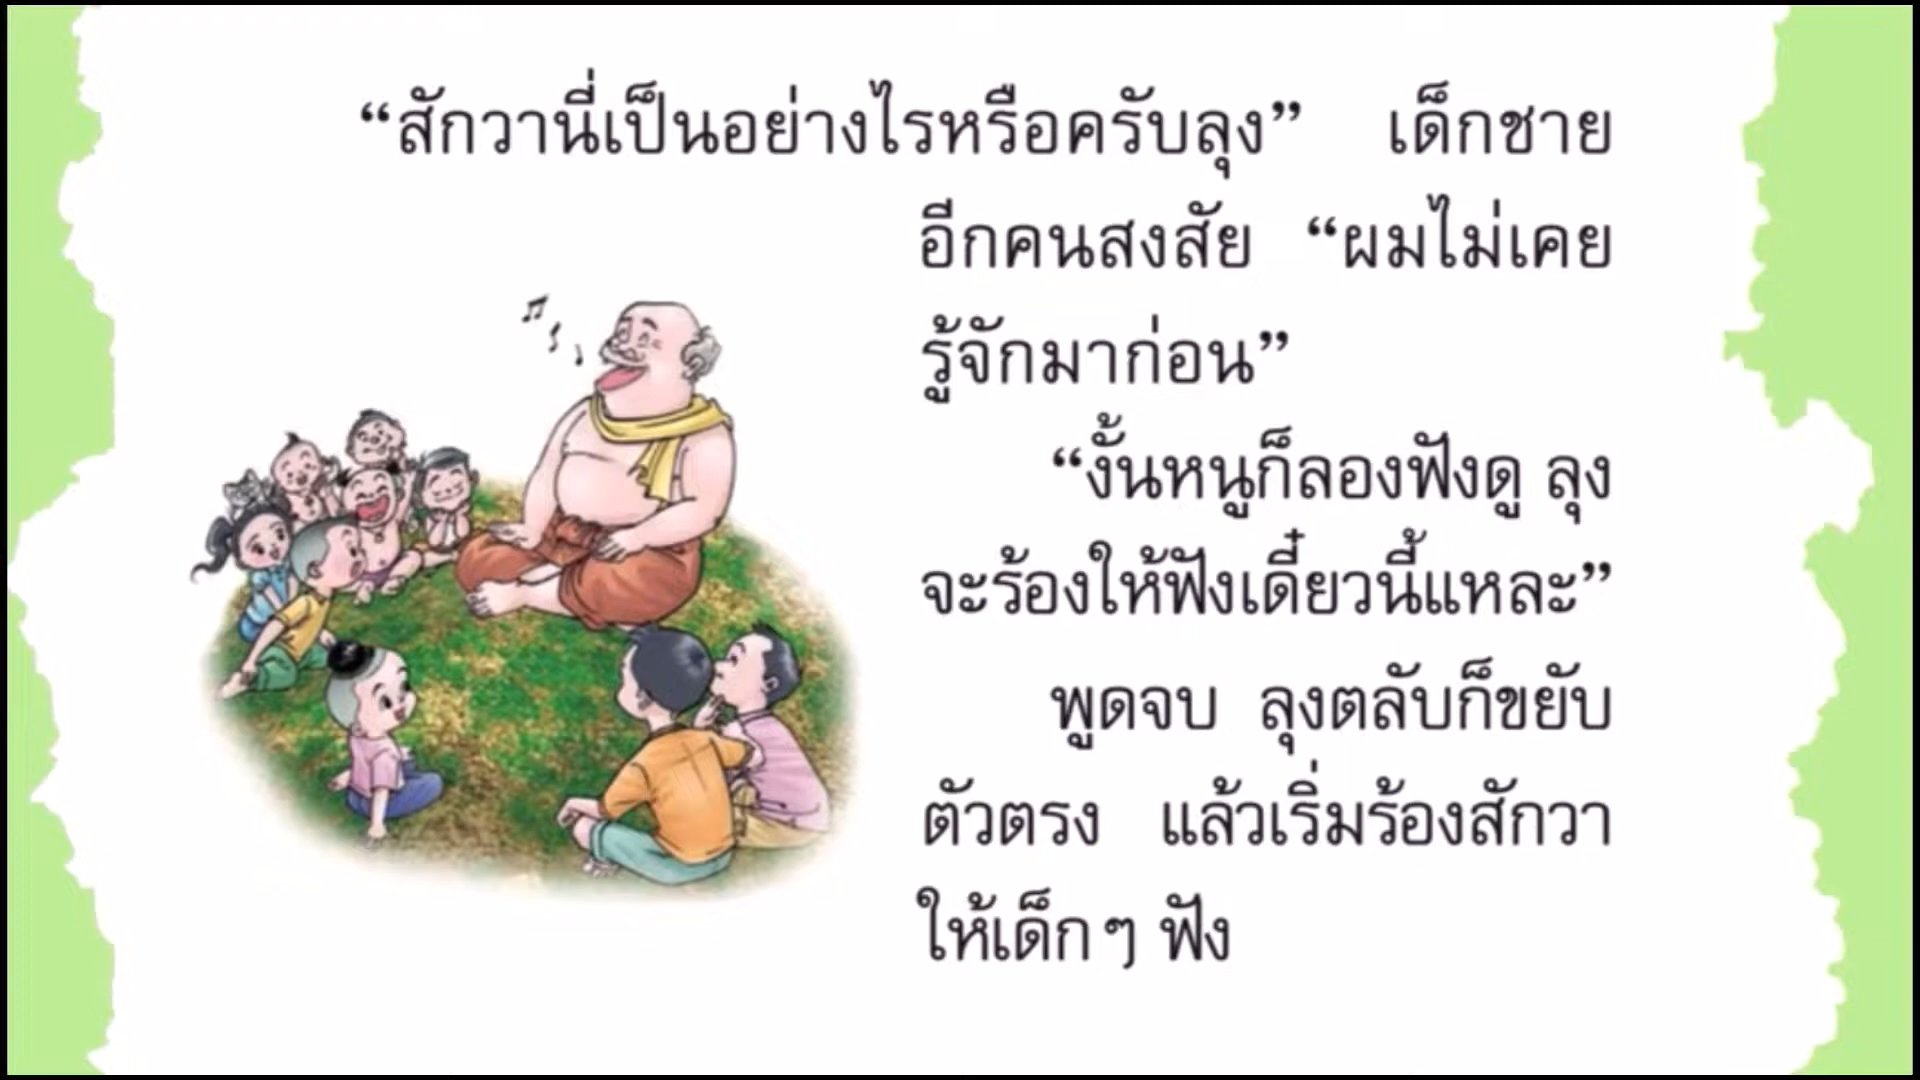 “สักวานี่เป็นอย่างไรหรือครับลุง” เด็กชาย
อีกคนสงสัย “ผมไม่เคย
รู้จักมาก่อน”
“งั้นหนูก็ลองฟังดู ลุง
จะร้องให้ฟังเดี๋ยวนี้แหละ”
พูดจบ ลุงตลับก็ขยับ
ตัวตรง แล้วเริ่มร้องสักวา
ให้เด็กๆ ฟัง